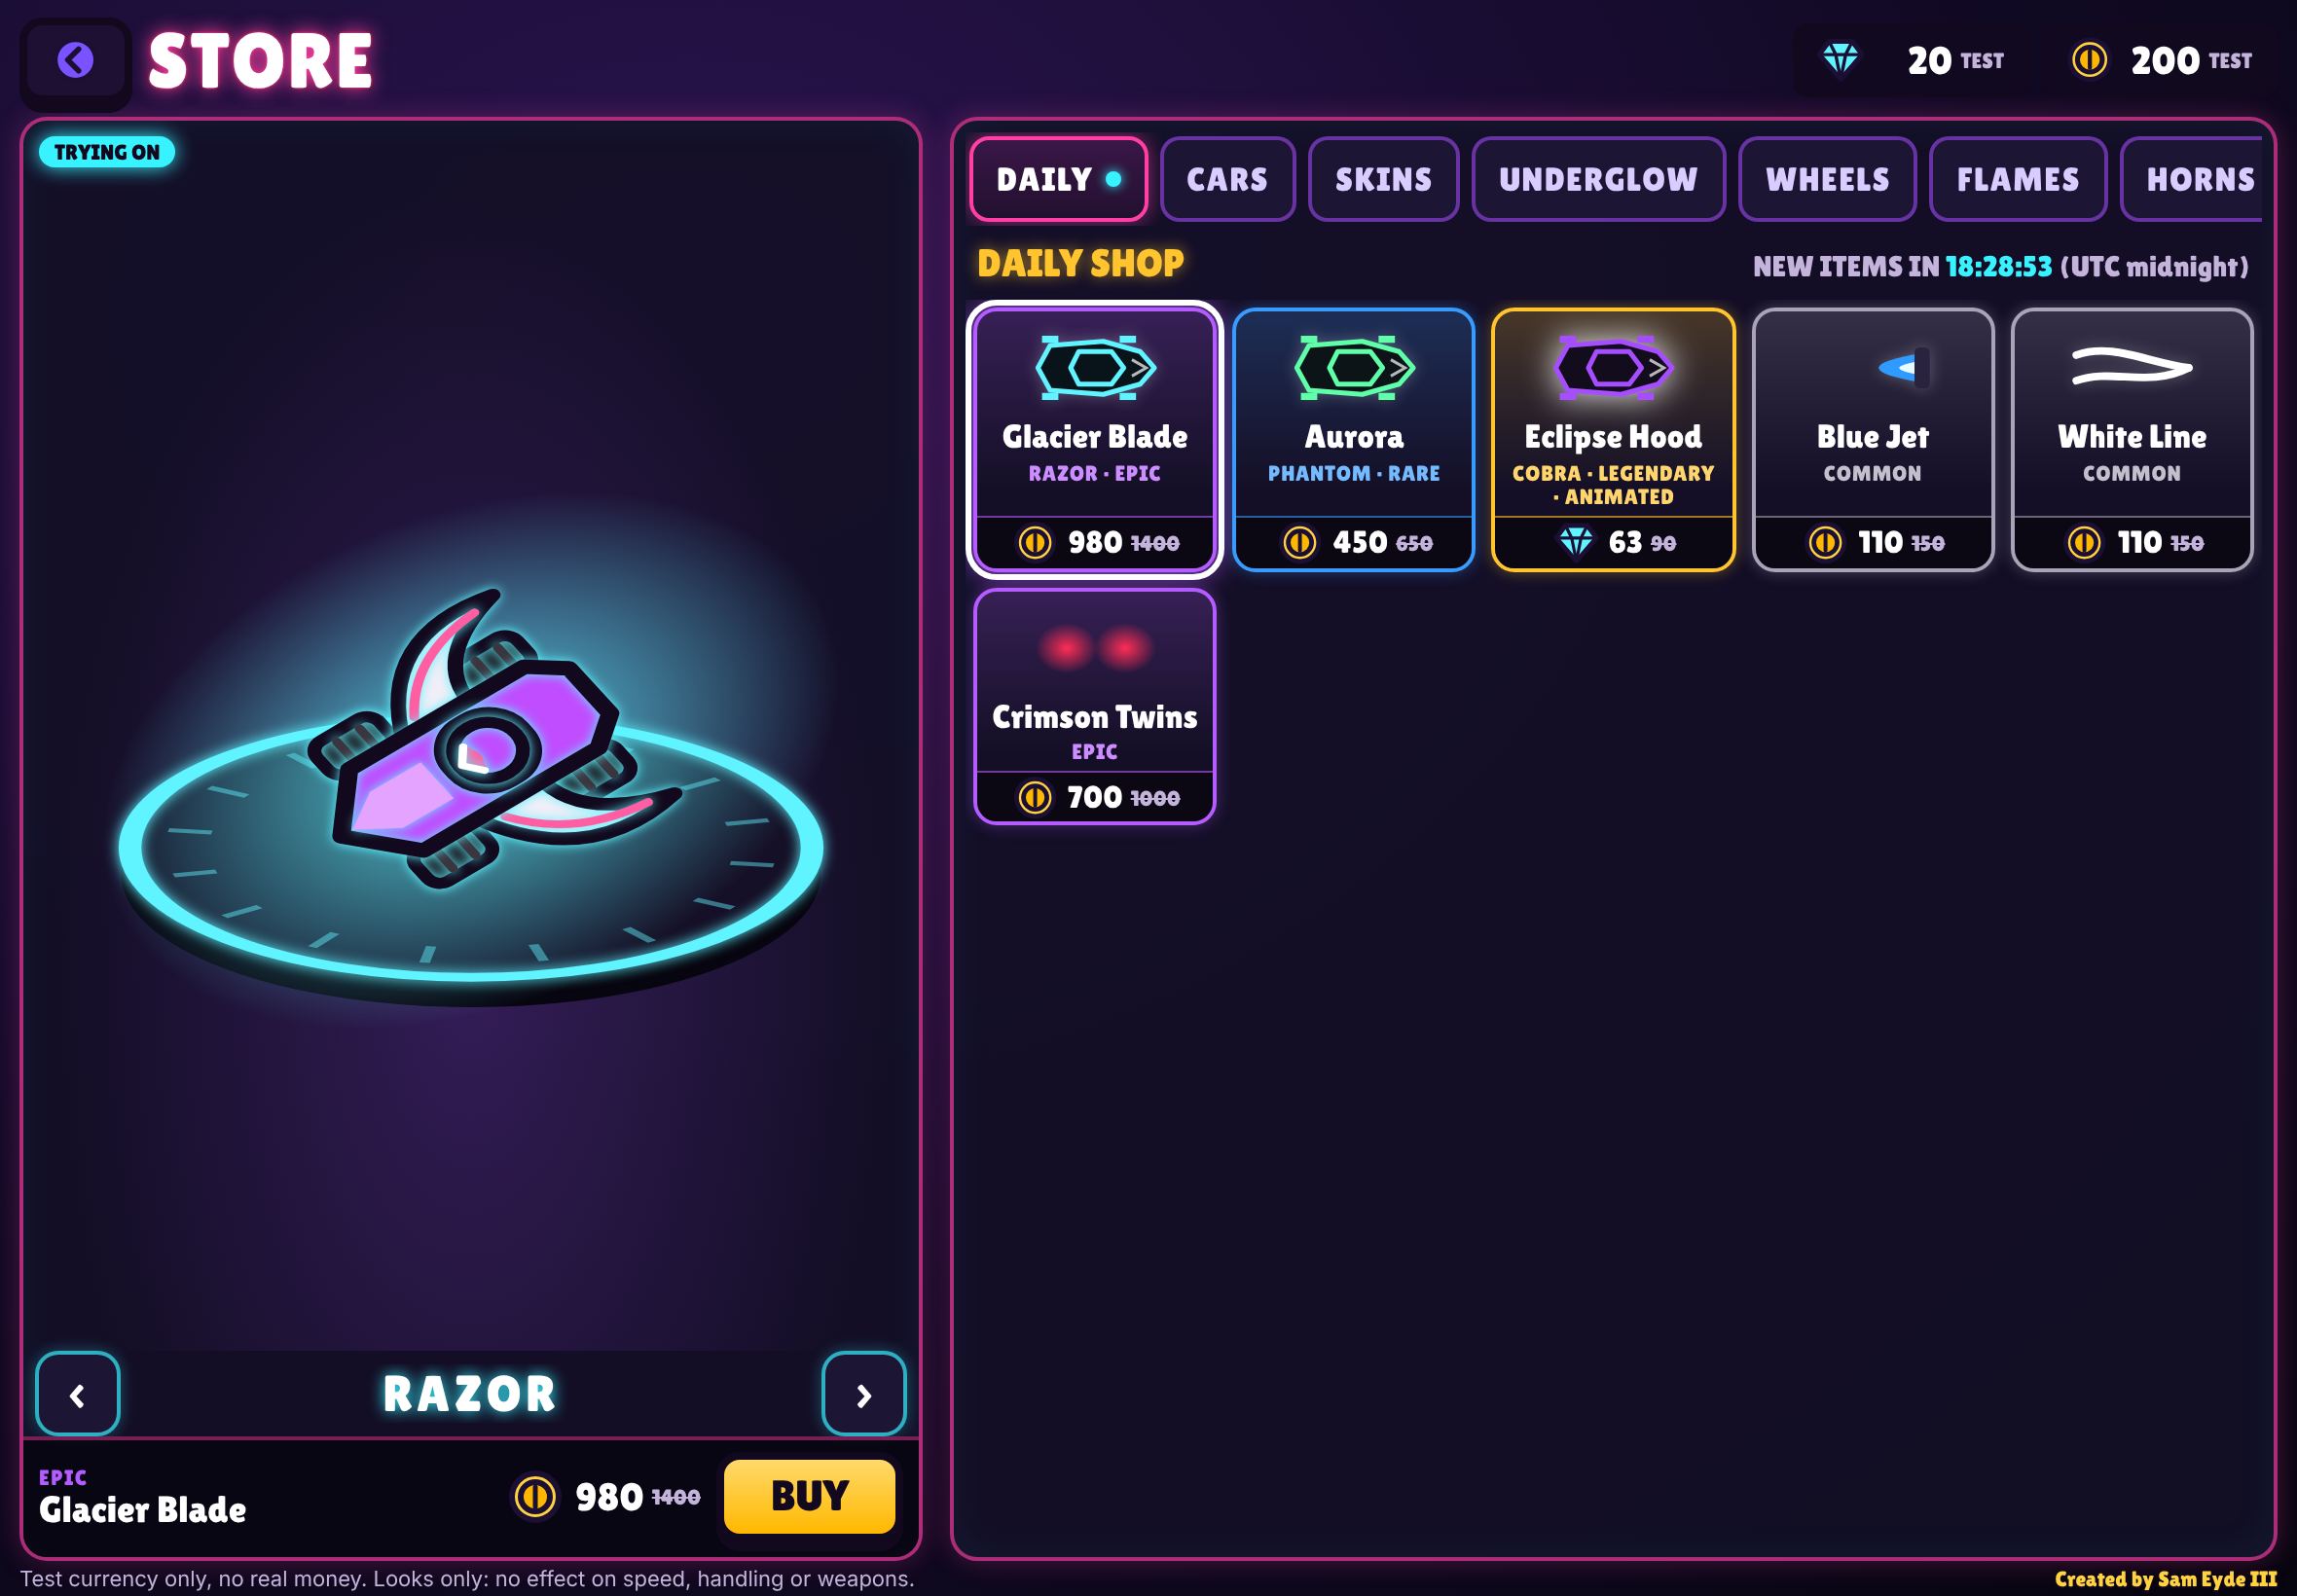 STORE
20 TEST
200 TEST
TRYING ON
RAZOR
EPIC
Glacier Blade
980 1400
BUY
DAILY
CARS
SKINS
UNDERGLOW
WHEELS
FLAMES
HORNS
DAILY SHOP
NEW ITEMS IN 18:28:53 (UTC midnight)
Glacier Blade
RAZOR · EPIC
980 1400
Aurora
PHANTOM · RARE
450 650
Eclipse Hood
COBRA · LEGENDARY
· ANIMATED
63 90
Blue Jet
COMMON
110 150
White Line
COMMON
110 150
Crimson Twins
EPIC
700 1000
Test currency only, no real money. Looks only: no effect on speed, handling or weapons.
Created by Sam Eyde III